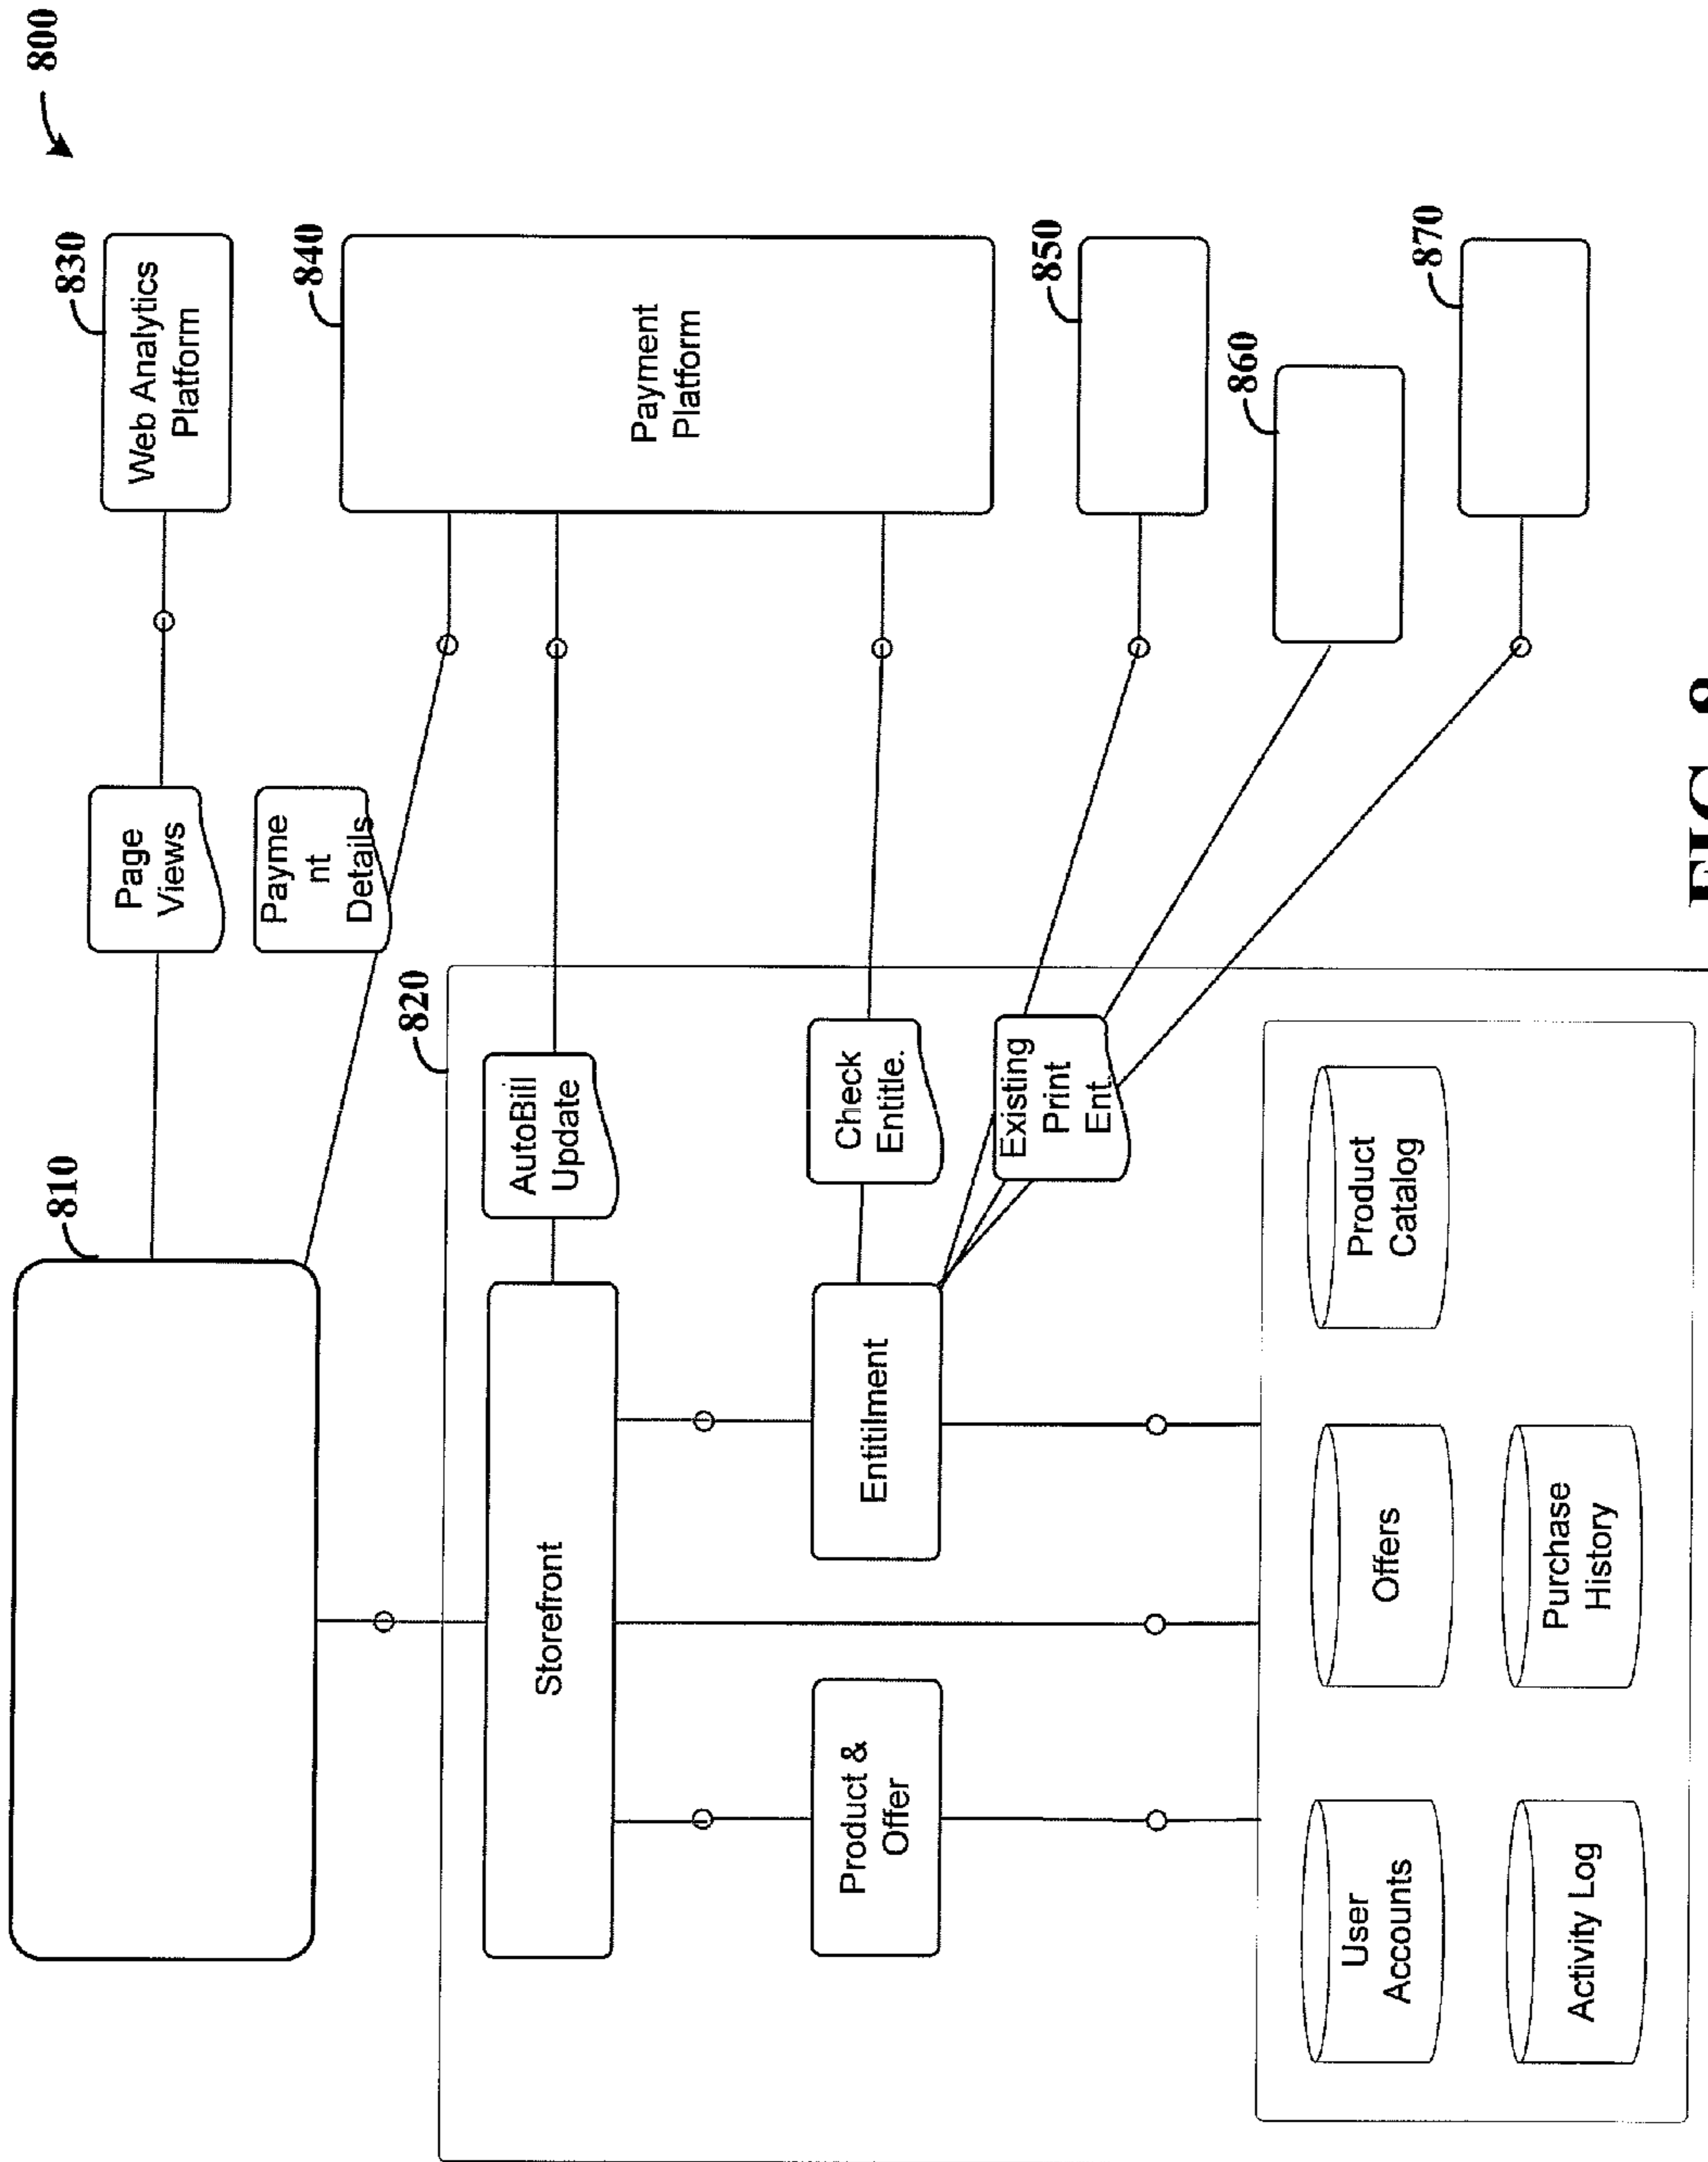 800
810
830
Page
Views
Web Analytics
Platform
Payme
nt
Details
840
820
Storefront
AutoBill
Update
Payment
Platform
Product &
Offer
Entitilment
Check
Entitle.
Existing
Print
Ent.
850
860
870
User
Accounts
Offers
Product
Catalog
Activity Log
Purchase
History
FIG. 8